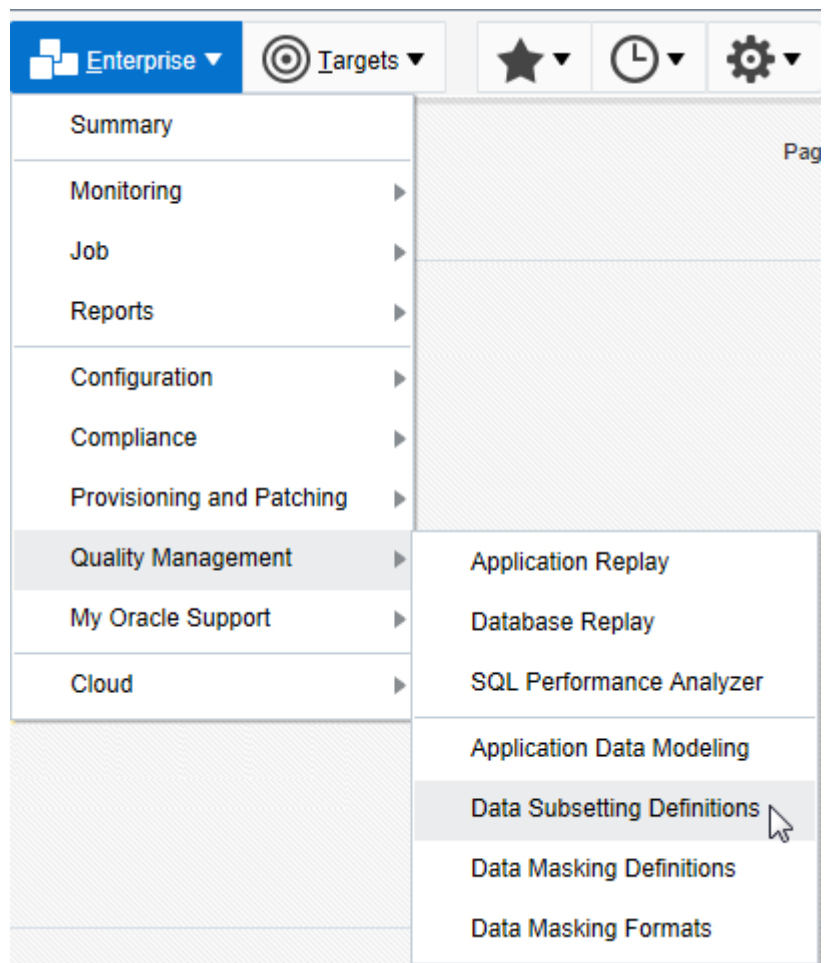 Enterprise Targets
Summary
Pag
Monitoring
Job
Reports
Configuration
Compliance
Provisioning and Patching
Quality Management
Application Replay
My Oracle Support
Database Replay
Cloud
SQL Performance Analyzer
Application Data Modeling
Data Subsetting Definitions
Data Masking Definitions
Data Masking Formats